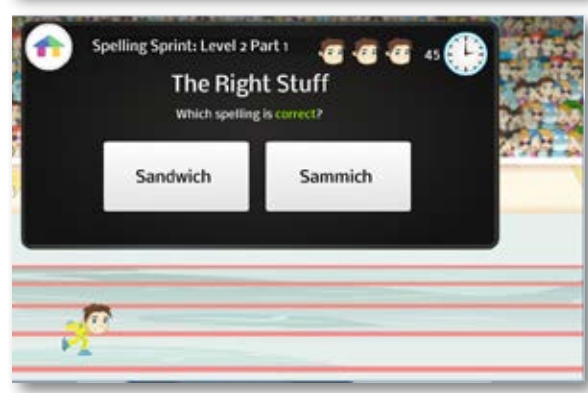 Spelling Sprint: Level 2 Part 1
45
The Right Stuff
Which spelling is correct?
Sandwich
Sammich